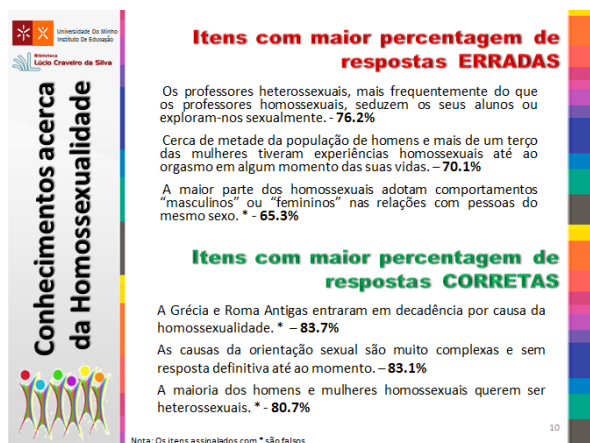 Universidade Do Minho
Instituto De Educação
Biblioteca
Lúcio Craveiro da Silva
Conhecimentos acerca
da Homossexualidade
Itens com maior percentagem de
respostas ERRADAS
Os professores heterossexuais, mais frequentemente do que
os professores homossexuais, seduzem os seus alunos ou
exploram-nos sexualmente. - 76.2%
Cerca de metade da população de homens e mais de um terço
das mulheres tiveram experiências homossexuais até ao
orgasmo em algum momento das suas vidas. – 70.1%
A maior parte dos homossexuais adotam comportamentos
“masculinos” ou “femininos” nas relações com pessoas do
mesmo sexo. * - 65.3%
Itens com maior percentagem de
respostas CORRETAS
A Grécia e Roma Antigas entraram em decadência por causa da
homossexualidade. * – 83.7%
As causas da orientação sexual são muito complexas e sem
resposta definitiva até ao momento. – 83.1%
A maioria dos homens e mulheres homossexuais querem ser
heterossexuais. * - 80.7%
10
Nota: Os itens assinalados com * são falsos